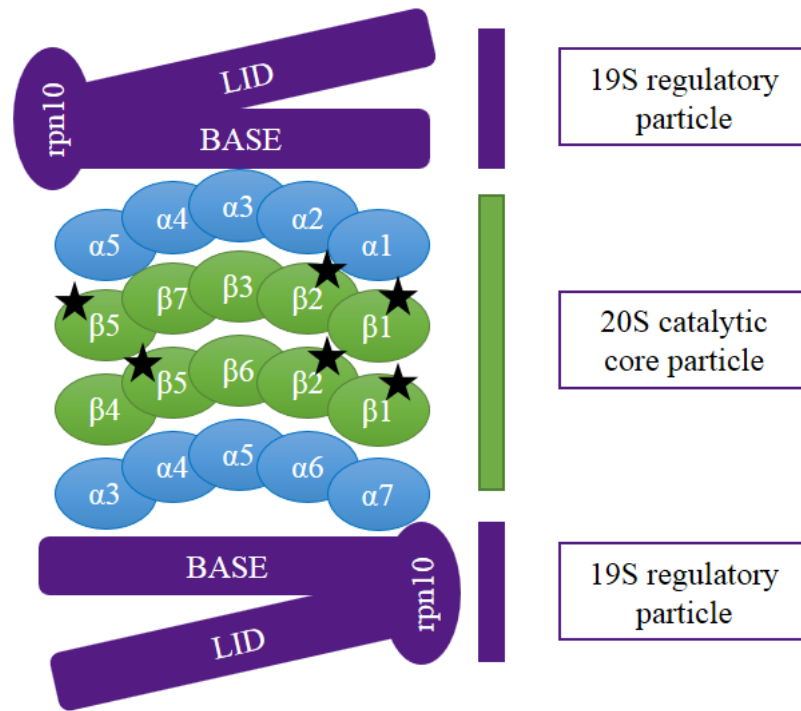 LID
rpn10
BASE
19S regulatory
particle
α5 α4 α3 α2 α1
β5 β7 β3 β2 β1
20S catalytic
core particle
β4 β5 β6 β2 β1
α3 α4 α5 α6 α7
BASE
rpn10
LID
19S regulatory
particle